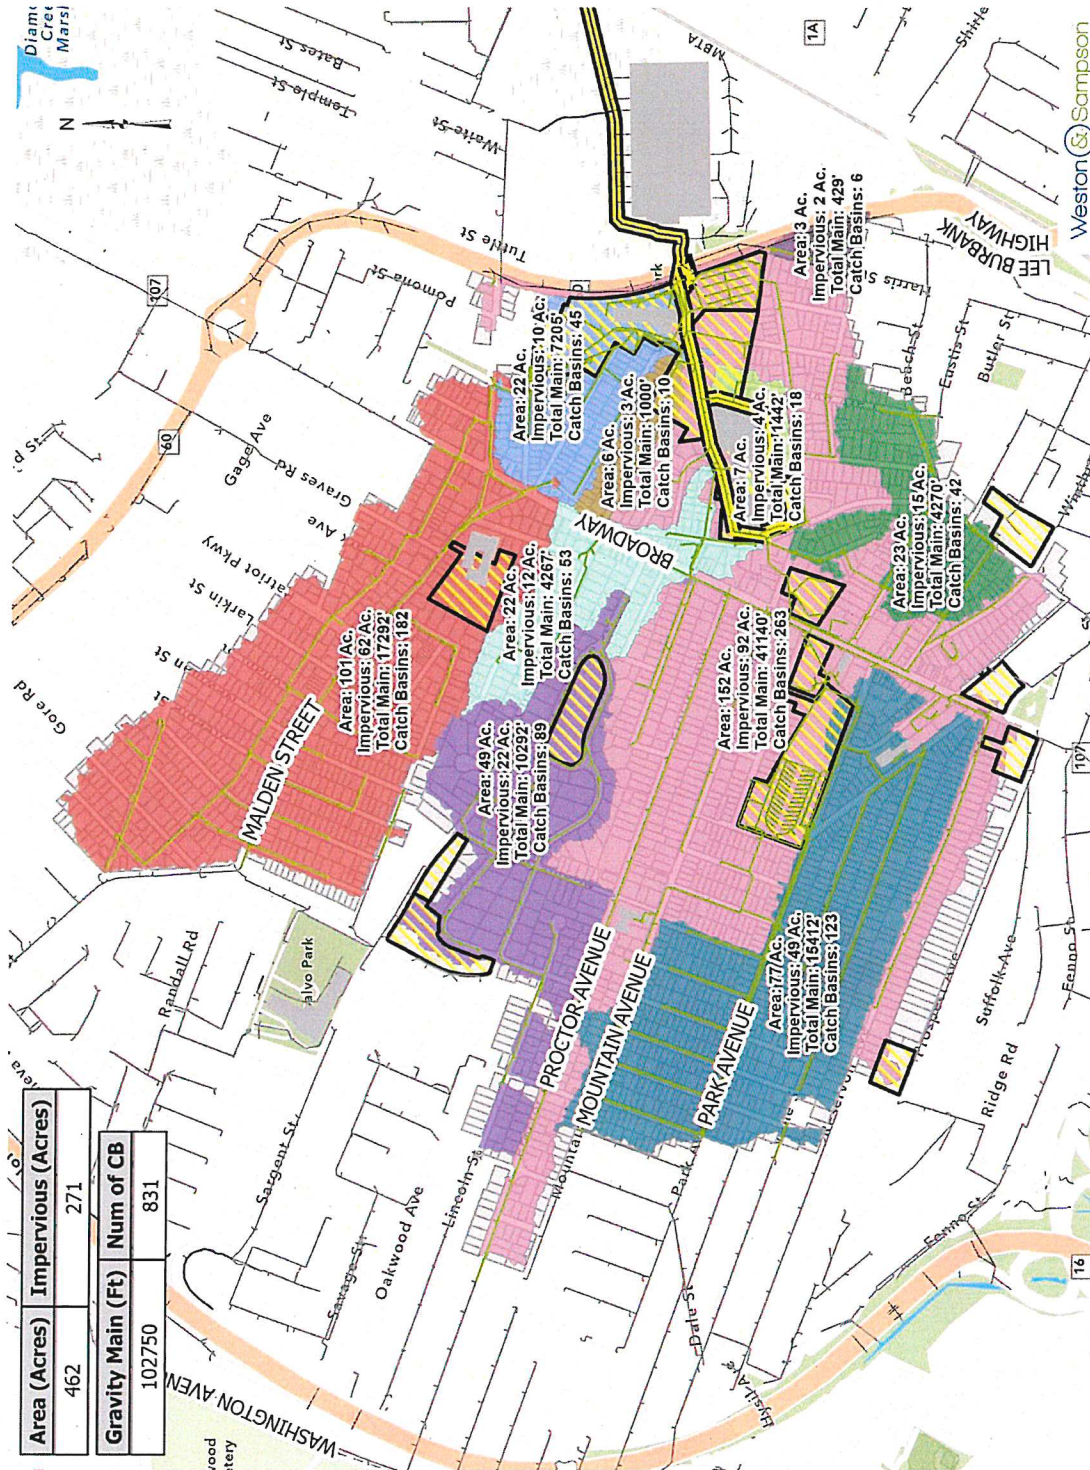 Area (Acres) Impervious (Acres)
462 271
Gravity Main (Ft) Num of CB
102750 831
N
Creek
Bates St
Temple St
Waite St
MBTA
1A
Tuttle St
Pomona St
107
60
Gage Ave
Graves Rd
Larkin St
Gore Rd
MALDEN STREET
Area: 101 Ac.
Impervious: 62 Ac.
Total Main: 17292'
Catch Basins: 182
Area: 22 Ac.
Impervious: 10 Ac.
Total Main: 7205'
Catch Basins: 45
Area: 6 Ac.
Impervious: 3 Ac.
Total Main: 1000'
Catch Basins: 10
Area: 3 Ac.
Impervious: 2 Ac.
Total Main: 429'
Catch Basins: 6
Area: 7 Ac.
Impervious: 4 Ac.
Total Main: 1442'
Catch Basins: 18
BROADWAY
Area: 22 Ac.
Impervious: 12 Ac.
Total Main: 4267'
Catch Basins: 53
Area: 49 Ac.
Impervious: 22 Ac.
Total Main: 10292'
Catch Basins: 89
Area: 152 Ac.
Impervious: 92 Ac.
Total Main: 41140'
Catch Basins: 263
Area: 23 Ac.
Impervious: 15 Ac.
Total Main: 4270'
Catch Basins: 42
Area: 77 Ac.
Impervious: 49 Ac.
Total Main: 15412'
Catch Basins: 123
PROCTOR AVENUE
MOUNTAIN AVENUE
PARK AVENUE
LEE BURBANK
HIGHWAY
Harris St
Beach St
Eustis St
Butler St
Randall Rd
Sargent St
Savage St
Oakwood Ave
Lincoln St
Dale St
Hysil Ave
Fenno St
Ridge Rd
Suffolk Ave
Fenno St
107
16
WASHINGTON
Weston & Sampson